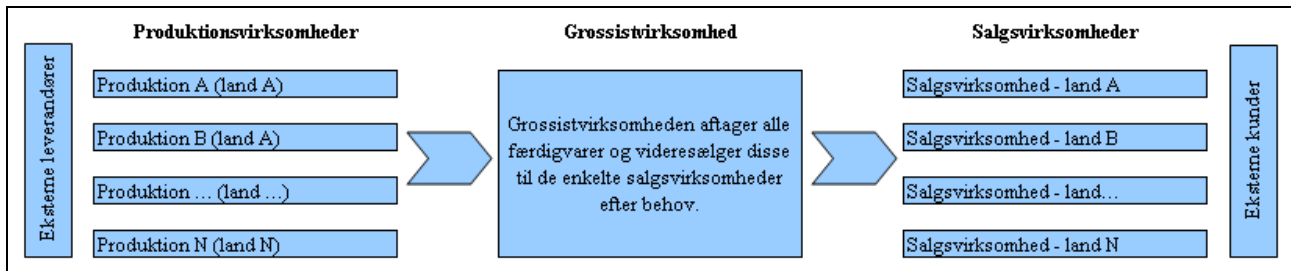 Produktionsvirksomheder
Grossistvirksomhed
Salgsvirksomheder
Eksterne leverandører
Produktion A (land A)
Produktion B (land A)
Produktion ... (land ...)
Produktion N (land N)
Grossistvirksomheden aftager alle
færdigvarer og videresælger disse
til de enkelte salgsvirksomheder
efter behov.
Salgsvirksomhed - land A
Salgsvirksomhed - land B
Salgsvirksomhed - land...
Salgsvirksomhed - land N
Eksterne kunder